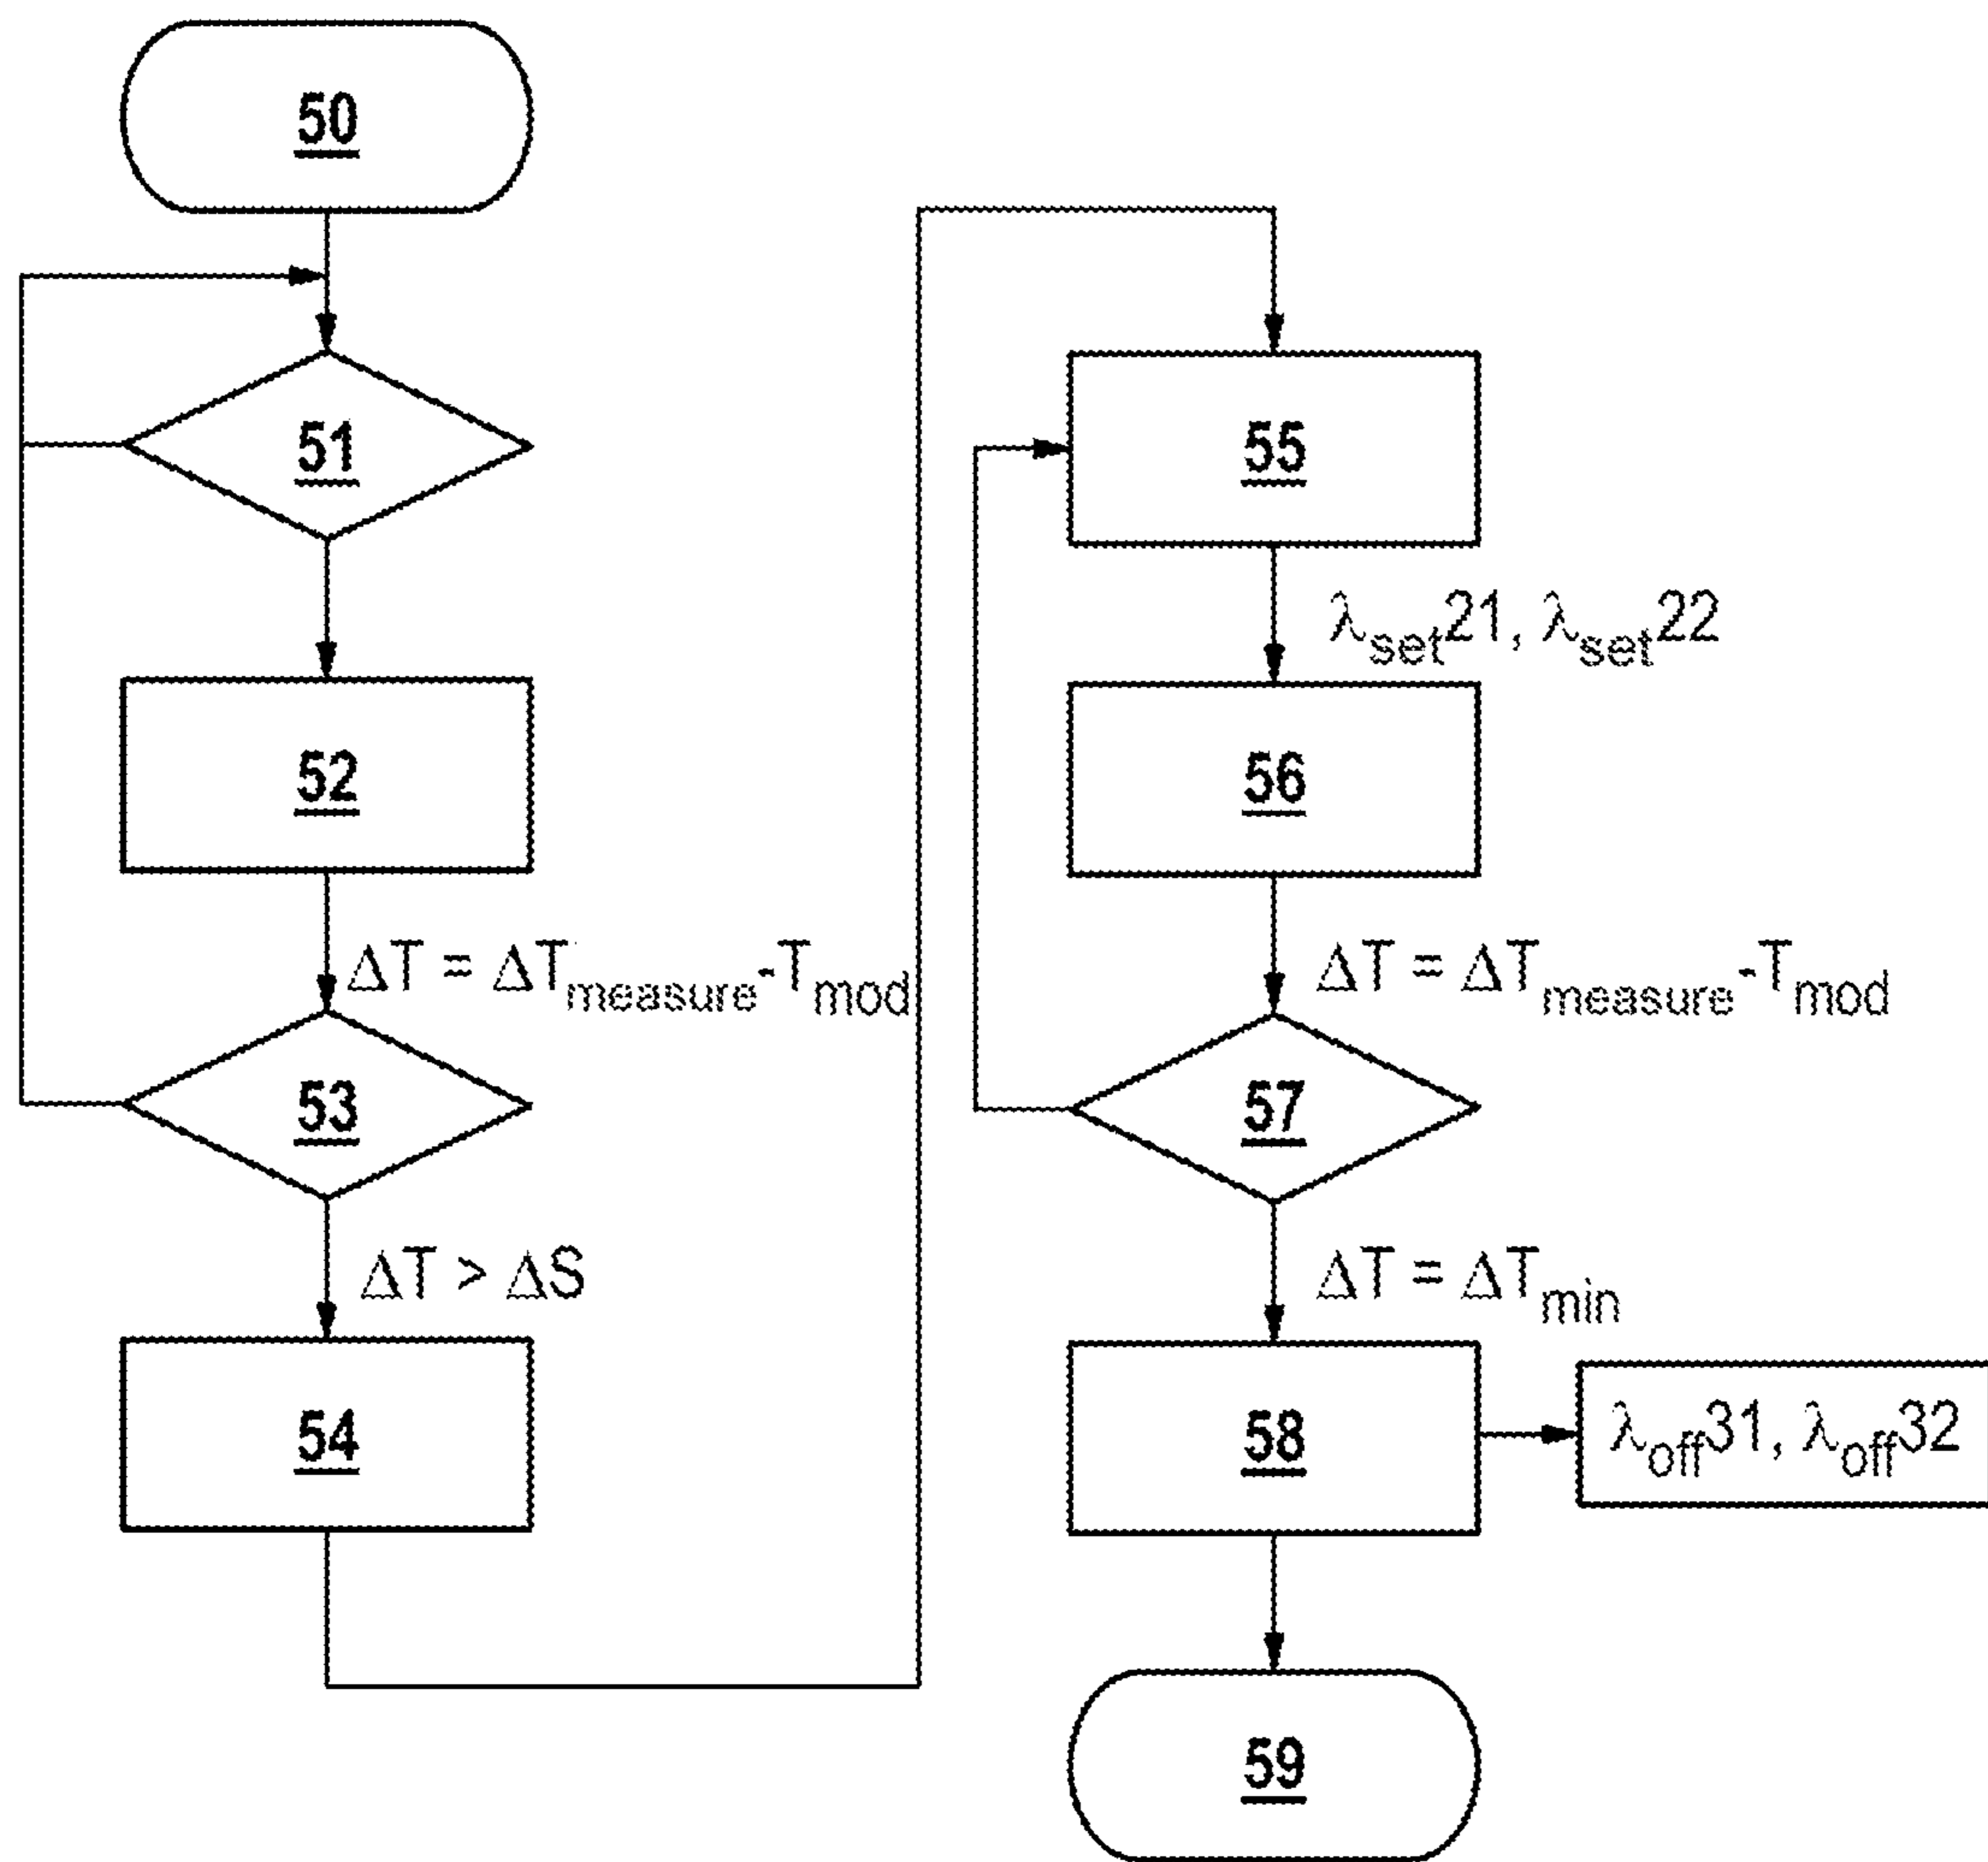 50
51
52
ΔT = ΔTmeasure-Tmod
53
ΔT > ΔS
54
55
λset21, λset22
56
ΔT = ΔTmeasure-Tmod
57
ΔT = ΔTmin
58
λoff31, λoff32
59